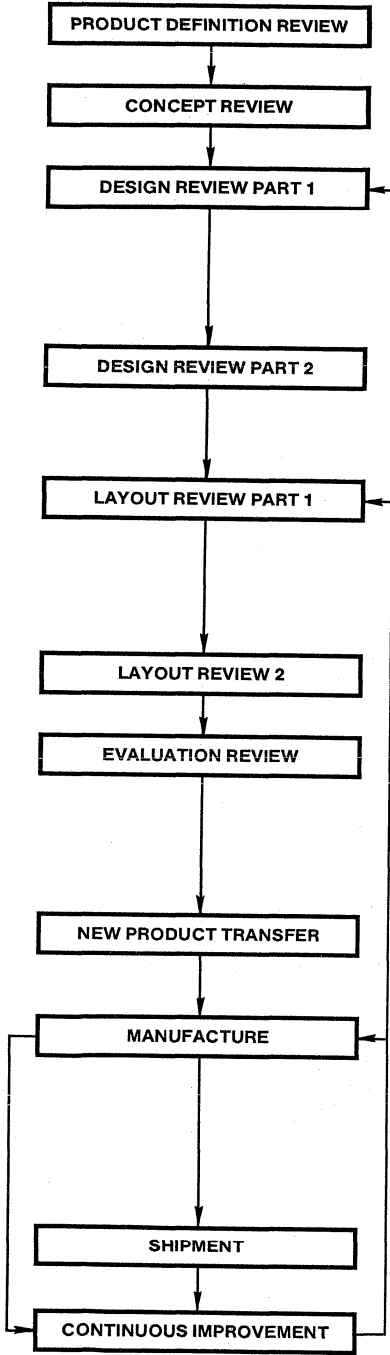 PRODUCT DEFINITION REVIEW
CONCEPT REVIEW
DESIGN REVIEW PART 1
DESIGN REVIEW PART 2
LAYOUT REVIEW PART 1
LAYOUT REVIEW 2
EVALUATION REVIEW
NEW PRODUCT TRANSFER
MANUFACTURE
SHIPMENT
CONTINUOUS IMPROVEMENT